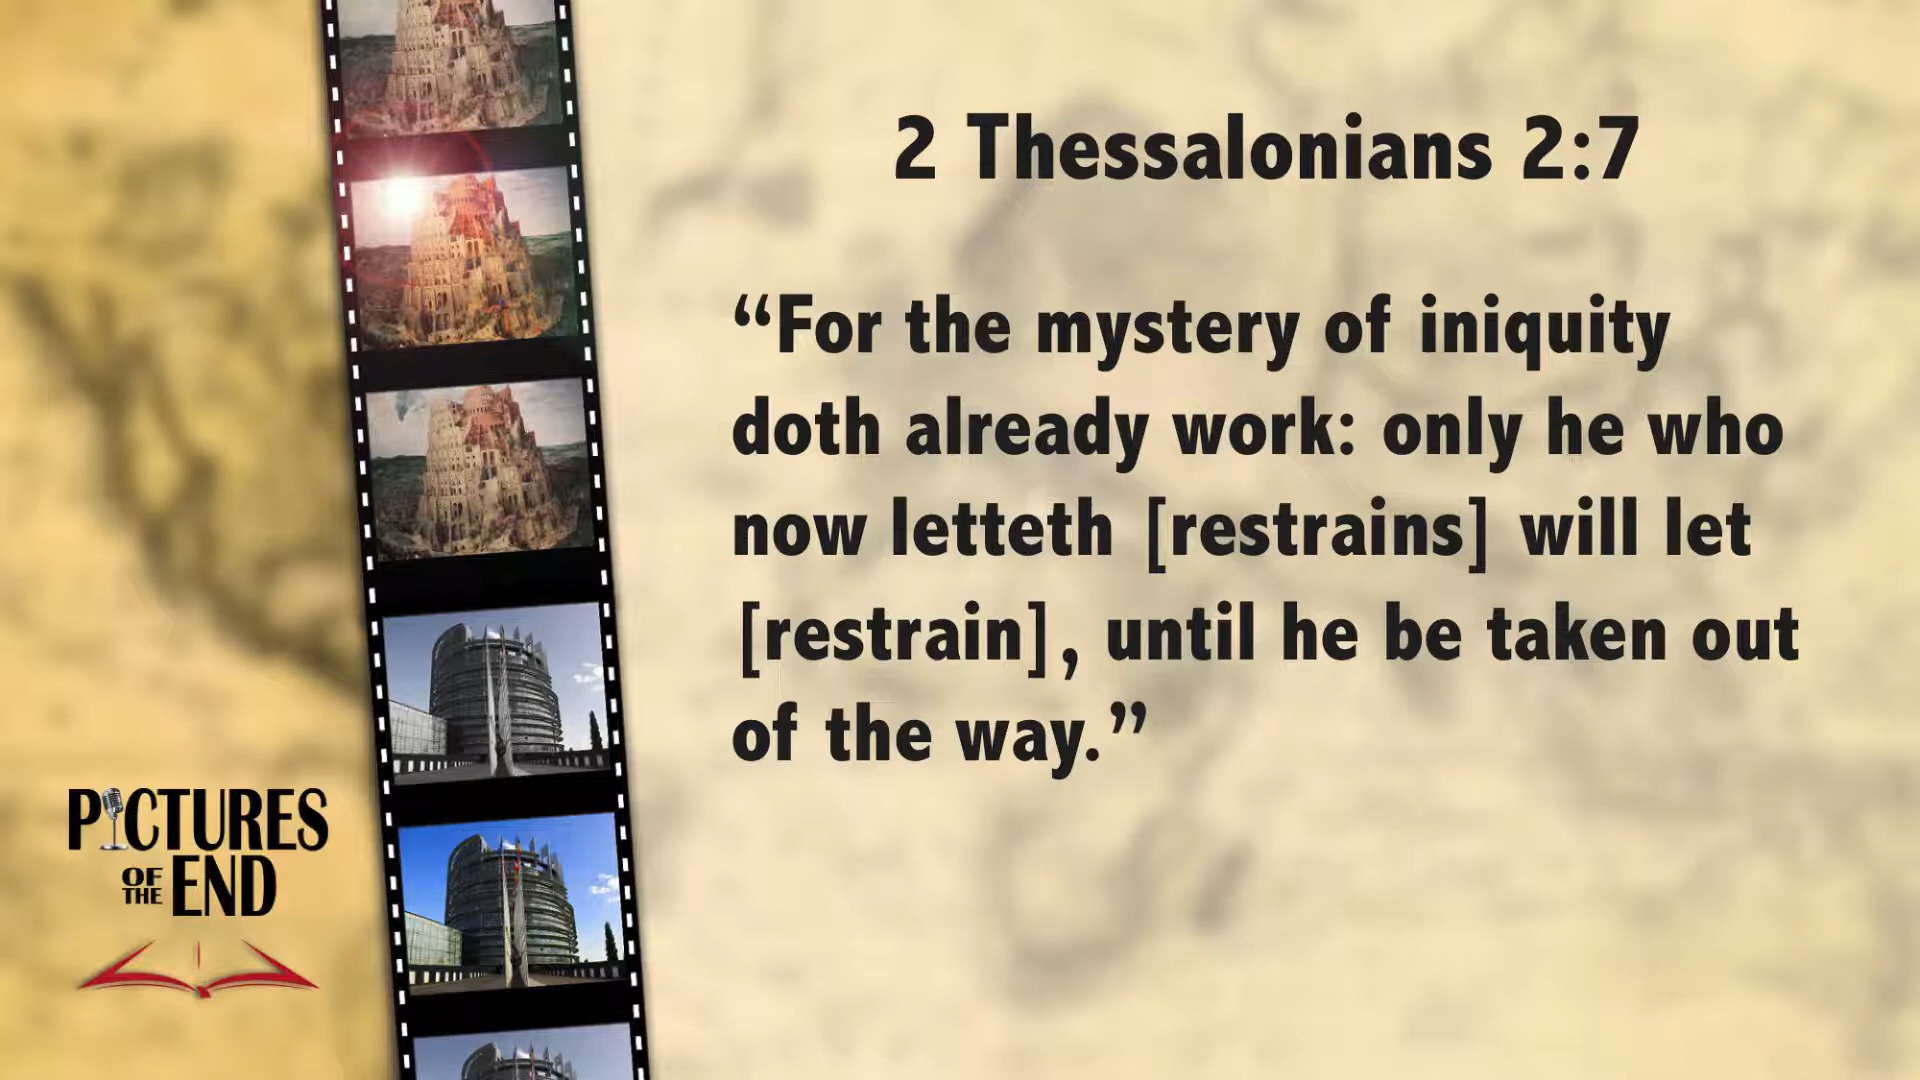 2 Thessalonians 2:7
“For the mystery of iniquity
doth already work: only he who
now letteth [restrains] will let
[restrain], until he be taken out
of the way.”
PICTURES
OF THE END